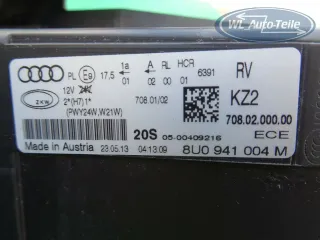 WL Auto-Teile
PL E9 17,5 1a A RL HCR 6391 RV
01 02 00 01
12V
ZKW 2*(H7)1* 708.01/02 KZ2
(PWY24W,W21W) 708.02.000.00
20S 05-00409216 ECE
Made in Austria 23.05.13 04:13:09 8U0 941 004 M